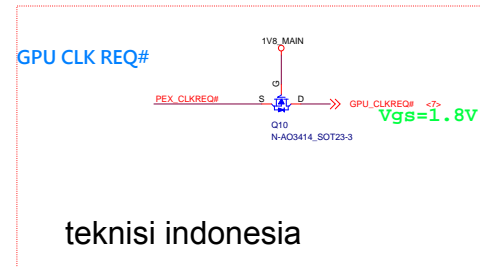 1V8_MAIN
GPU CLK REQ#
G
PEX_CLKREQ# S D GPU_CLKREQ# <7>
Vgs=1.8V
Q10
N-AO3414_SOT23-3
teknisi indonesia